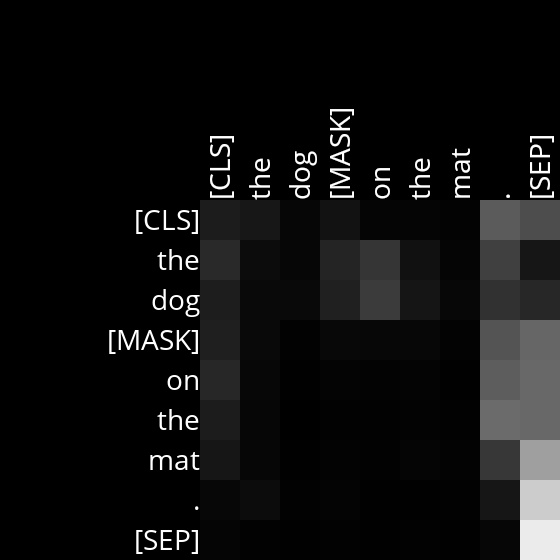 [CLS] the dog [MASK] on the mat . [SEP]
[CLS]
the
dog
[MASK]
on
the
mat
.
[SEP]